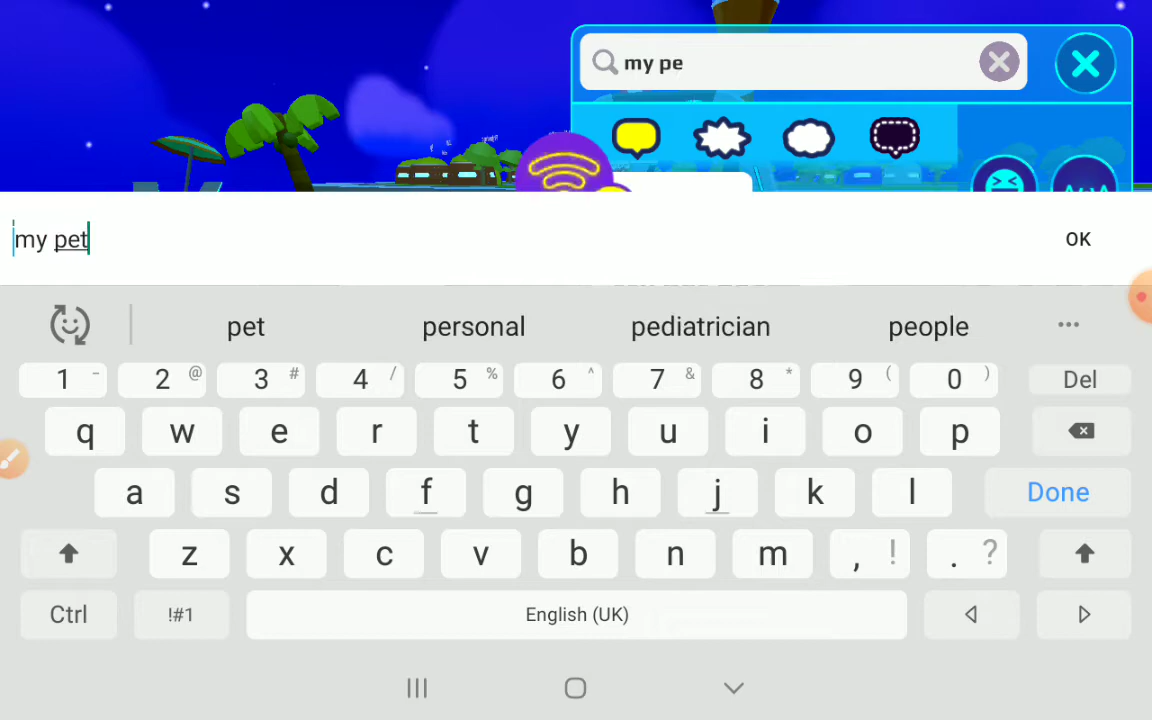 my pe
my pet
OK
pet personal pediatrician people ...
1 - 2 @ 3 # 4 / 5 % 6 ^ 7 & 8 * 9 ( 0 ) Del
q w e r t y u i o p
a s d f g h j k l Done
z x c v b n m , ! . ?
Ctrl !#1 English (UK)